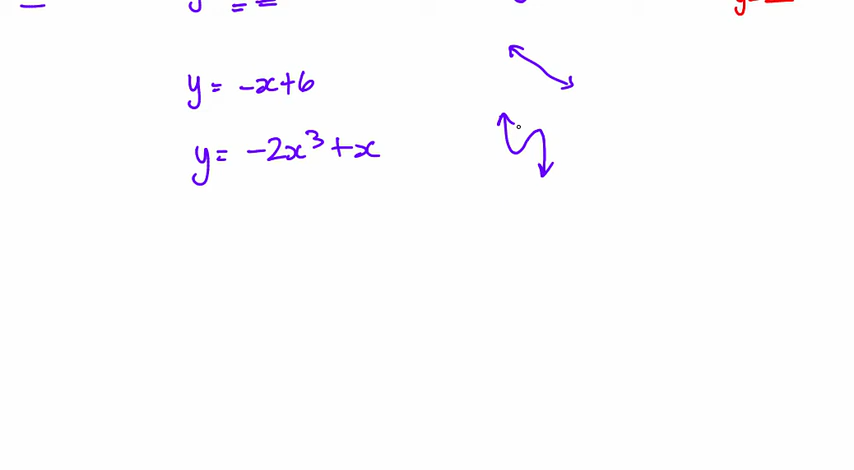 y = -x+6
y = -2x³ +x